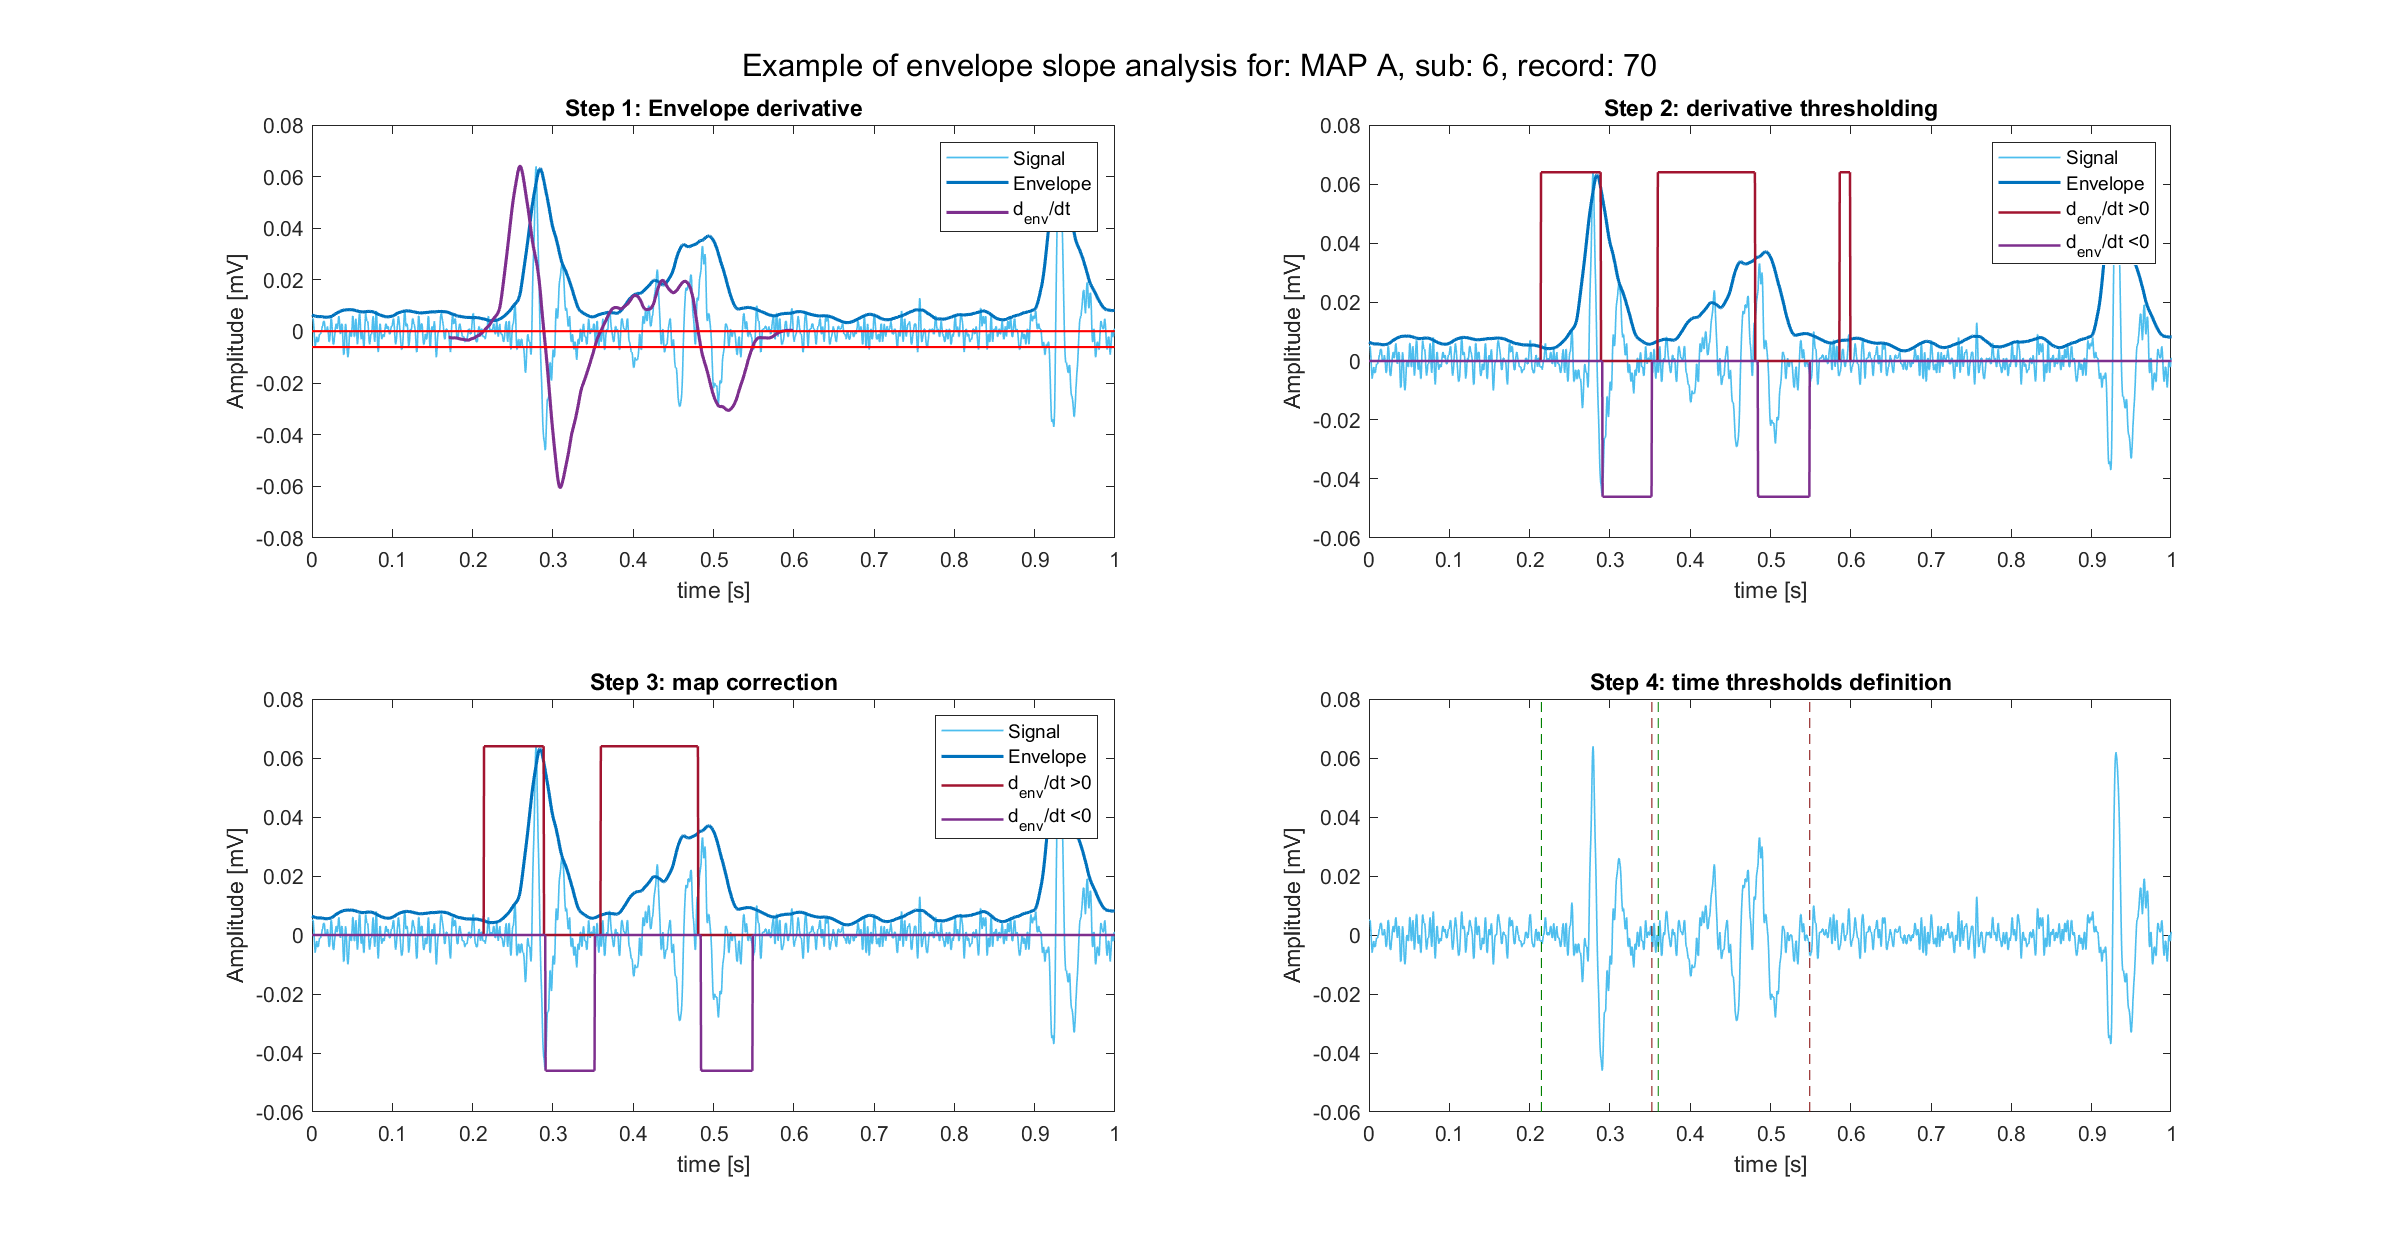 Example of envelope slope analysis for: MAP A, sub: 6, record: 70
Step 1: Envelope derivative
0.08
0.06
0.04
0.02
0
-0.02
-0.04
-0.06
-0.08
Amplitude [mV]
0 0.1 0.2 0.3 0.4 0.5 0.6 0.7 0.8 0.9 1
time [s]
Signal
Envelope
d_env/dt
Step 2: derivative thresholding
0.08
0.06
0.04
0.02
0
-0.02
-0.04
-0.06
Amplitude [mV]
0 0.1 0.2 0.3 0.4 0.5 0.6 0.7 0.8 0.9 1
time [s]
Signal
Envelope
d_env/dt >0
d_env/dt <0
Step 3: map correction
0.08
0.06
0.04
0.02
0
-0.02
-0.04
-0.06
Amplitude [mV]
0 0.1 0.2 0.3 0.4 0.5 0.6 0.7 0.8 0.9 1
time [s]
Signal
Envelope
d_env/dt >0
d_env/dt <0
Step 4: time thresholds definition
0.08
0.06
0.04
0.02
0
-0.02
-0.04
-0.06
Amplitude [mV]
0 0.1 0.2 0.3 0.4 0.5 0.6 0.7 0.8 0.9 1
time [s]